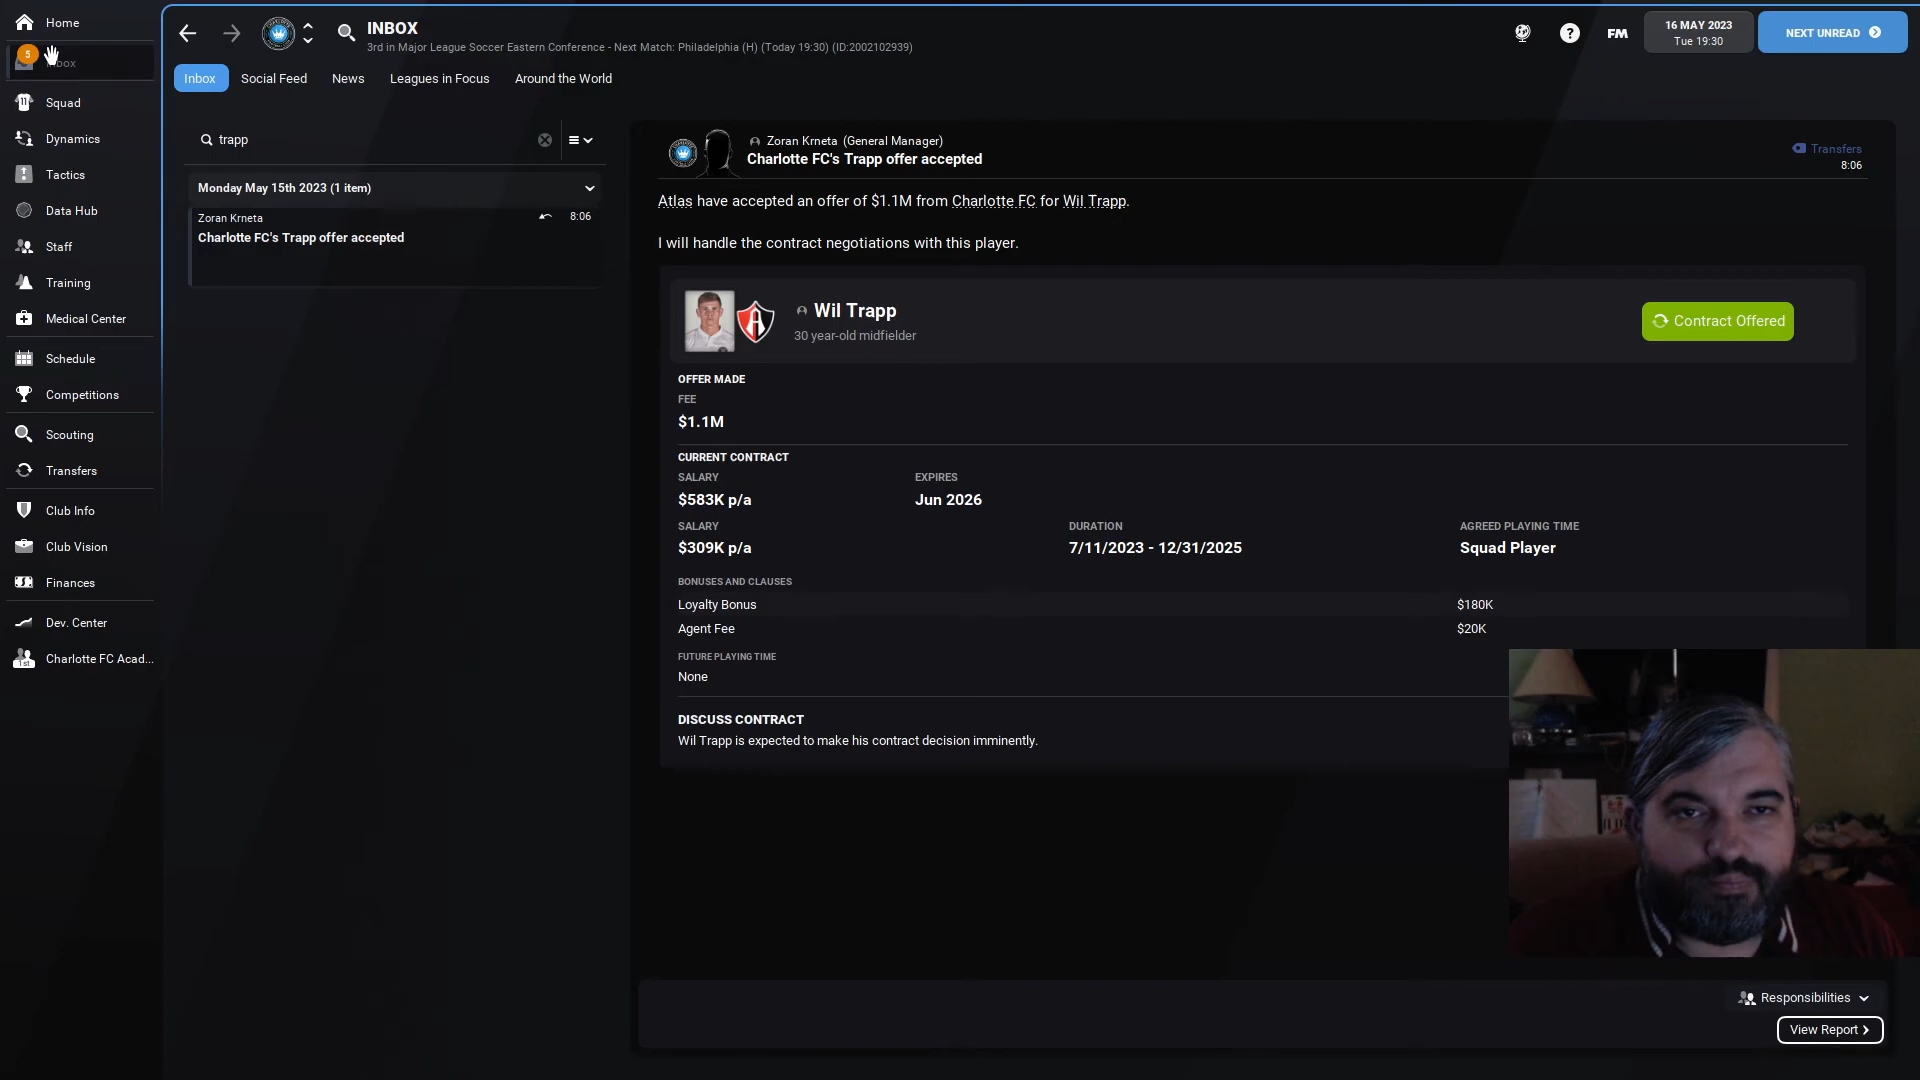 Home
INBOX
3rd in Major League Soccer Eastern Conference - Next Match: Philadelphia (H) (Today 19:30) (ID:2002102939)
FM
16 MAY 2023
Tue 19:30
NEXT UNREAD
5
Inbox
Inbox
Social Feed
News
Leagues in Focus
Around the World
Squad
Dynamics
Tactics
Data Hub
Staff
Training
Medical Center
Schedule
Competitions
Scouting
Transfers
Club Info
Club Vision
Finances
Dev. Center
1st
Charlotte FC Acad...
trapp
Monday May 15th 2023 (1 item)
Zoran Krneta
8:06
Charlotte FC's Trapp offer accepted
Zoran Krneta (General Manager)
Charlotte FC's Trapp offer accepted
Transfers
8:06
Atlas have accepted an offer of $1.1M from Charlotte FC for Wil Trapp.
I will handle the contract negotiations with this player.
Wil Trapp
30 year-old midfielder
Contract Offered
OFFER MADE
FEE
$1.1M
CURRENT CONTRACT
SALARY
EXPIRES
$583K p/a
Jun 2026
SALARY
DURATION
AGREED PLAYING TIME
$309K p/a
7/11/2023 - 12/31/2025
Squad Player
BONUSES AND CLAUSES
Loyalty Bonus
$180K
Agent Fee
$20K
FUTURE PLAYING TIME
None
DISCUSS CONTRACT
Wil Trapp is expected to make his contract decision imminently.
Responsibilities
View Report